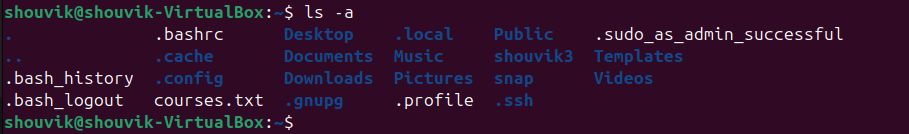 shouvik@shouvik-VirtualBox:~$ ls -a
. .bashrc Desktop .local Public .sudo_as_admin_successful
.. .cache Documents Music shouvik3 Templates
.bash_history .config Downloads Pictures snap Videos
.bash_logout courses.txt .gnupg .profile .ssh
shouvik@shouvik-VirtualBox:~$